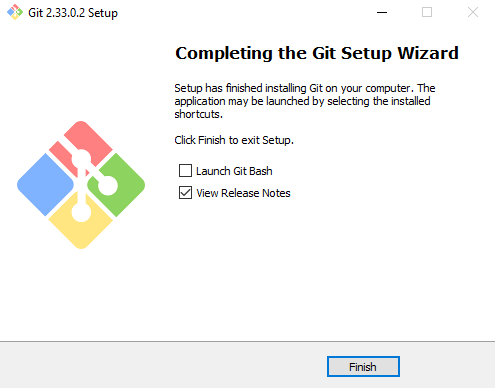 Git 2.33.0.2 Setup
Completing the Git Setup Wizard
Setup has finished installing Git on your computer. The
application may be launched by selecting the installed
shortcuts.
Click Finish to exit Setup.
Launch Git Bash
View Release Notes
Finish